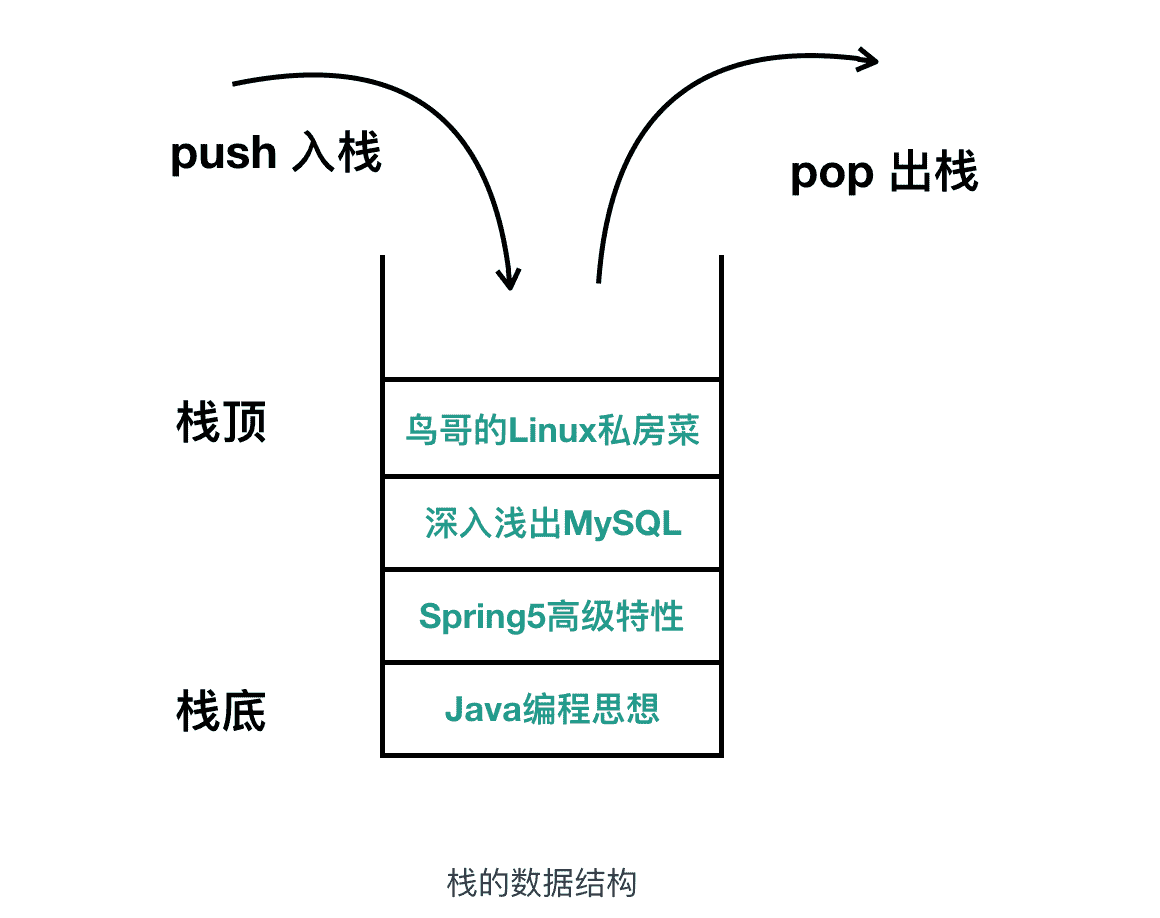 push 入栈
pop 出栈
栈顶
鸟哥的Linux私房菜
深入浅出MySQL
Spring5高级特性
栈底
Java编程思想
栈的数据结构